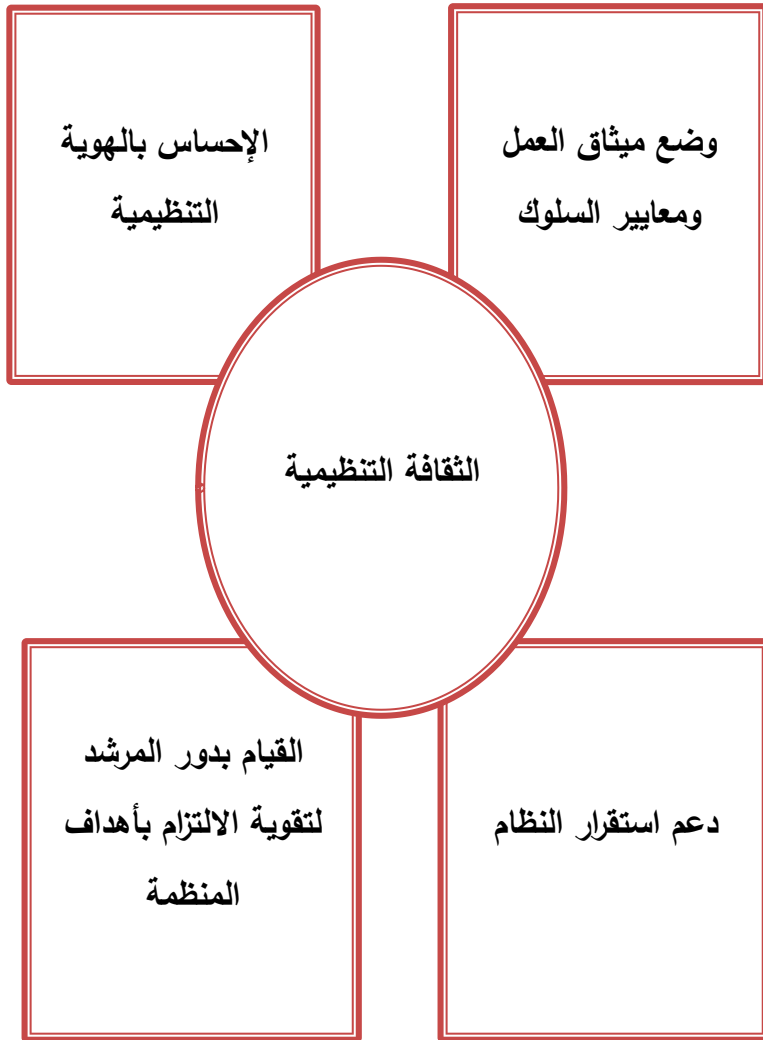 وضع ميثاق العمل
ومعايير السلوك
الإحساس بالهوية
التنظيمية
الثقافة التنظيمية
دعم استقرار النظام
القيام بدور المرشد
لتقوية الالتزام بأهداف
المنظمة